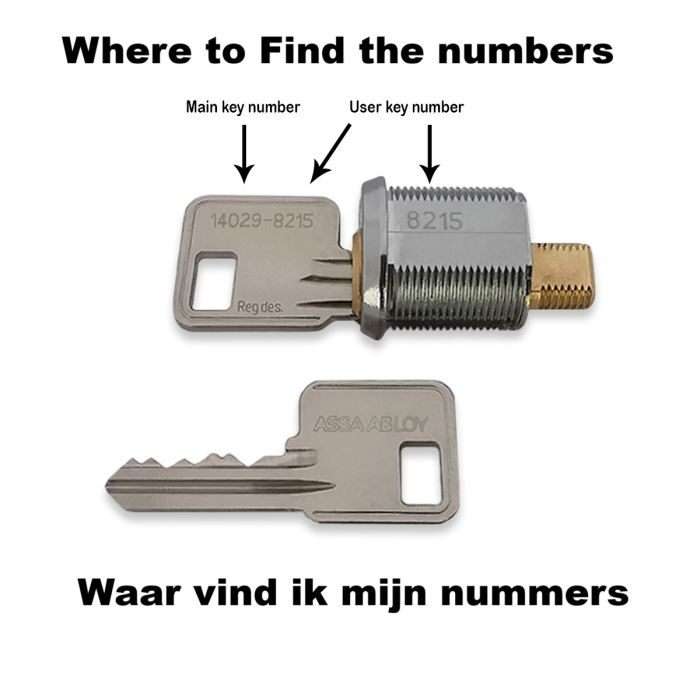 Where to Find the numbers
Main key number
User key number
14029-8215
8215
Reg des.
ASSA ABLOY
Waar vind ik mijn nummers